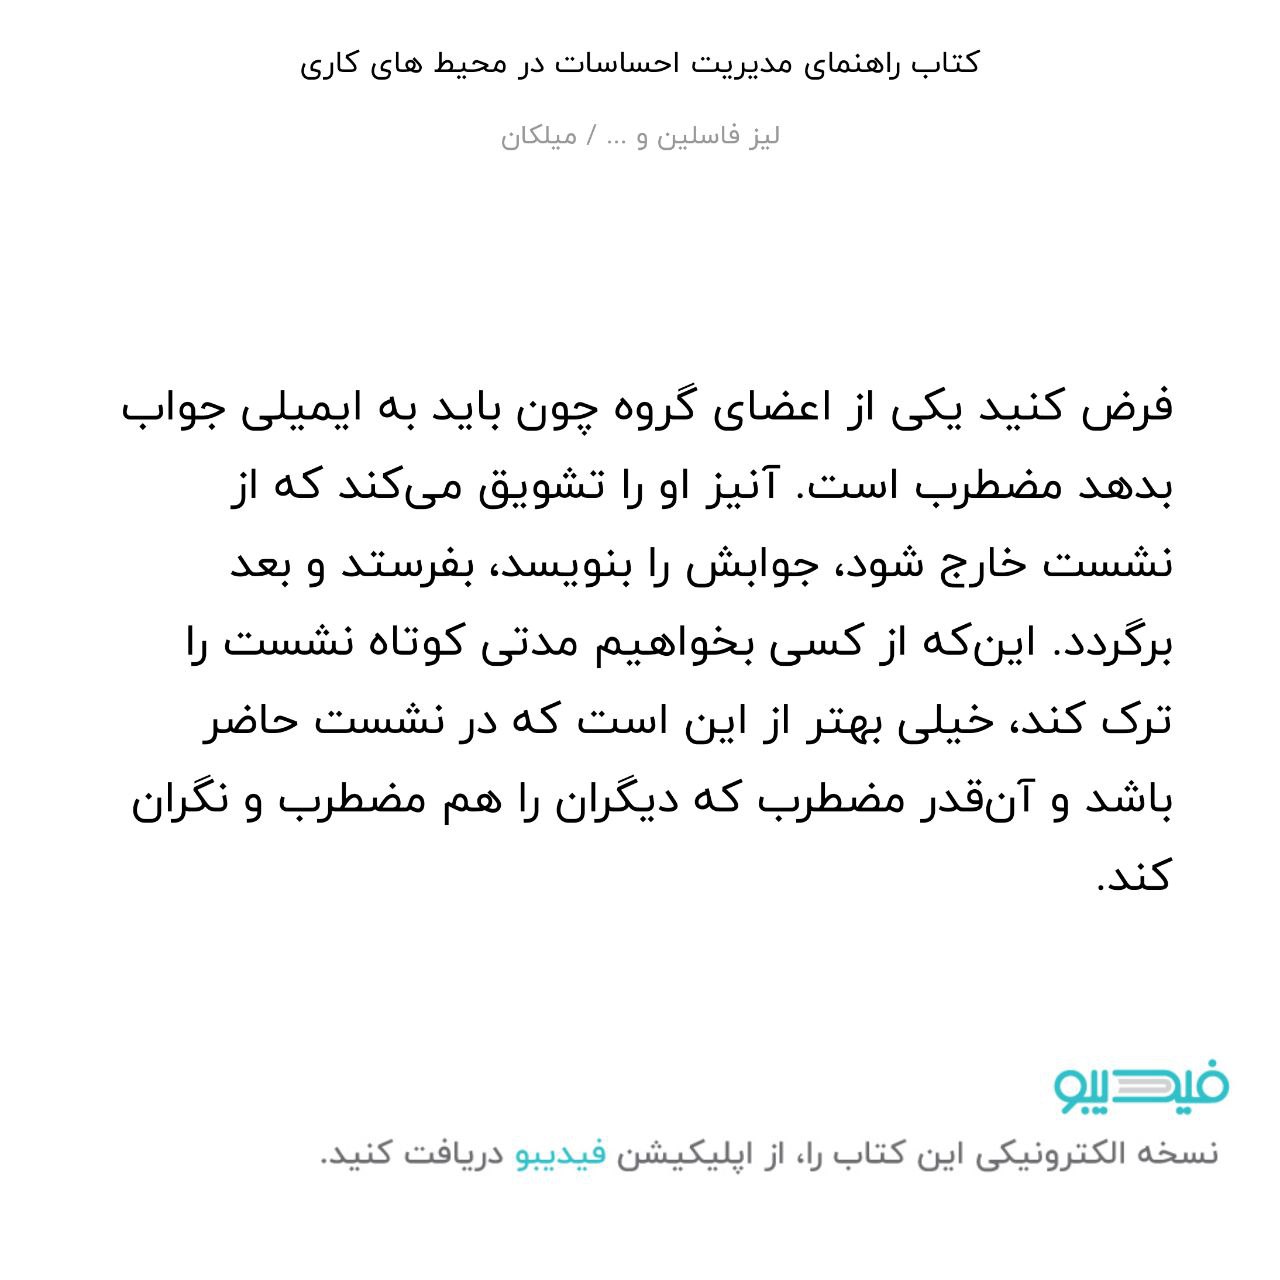 کتاب راهنمای مدیریت احساسات در محیط های کاری
لیز فاسلین و ... / میلکان
فرض کنید یکی از اعضای گروه چون باید به ایمیلی جواب
بدهد مضطرب است. آنیز او را تشویق می‌کند که از
نشست خارج شود، جوابش را بنویسد، بفرستد و بعد
برگردد. این‌که از کسی بخواهیم مدتی کوتاه نشست را
ترک کند، خیلی بهتر از این است که در نشست حاضر
باشد و آن‌قدر مضطرب که دیگران را هم مضطرب و نگران
کند.
فیدیبو
نسخه الکترونیکی این کتاب را، از اپلیکیشن فیدیبو دریافت کنید.